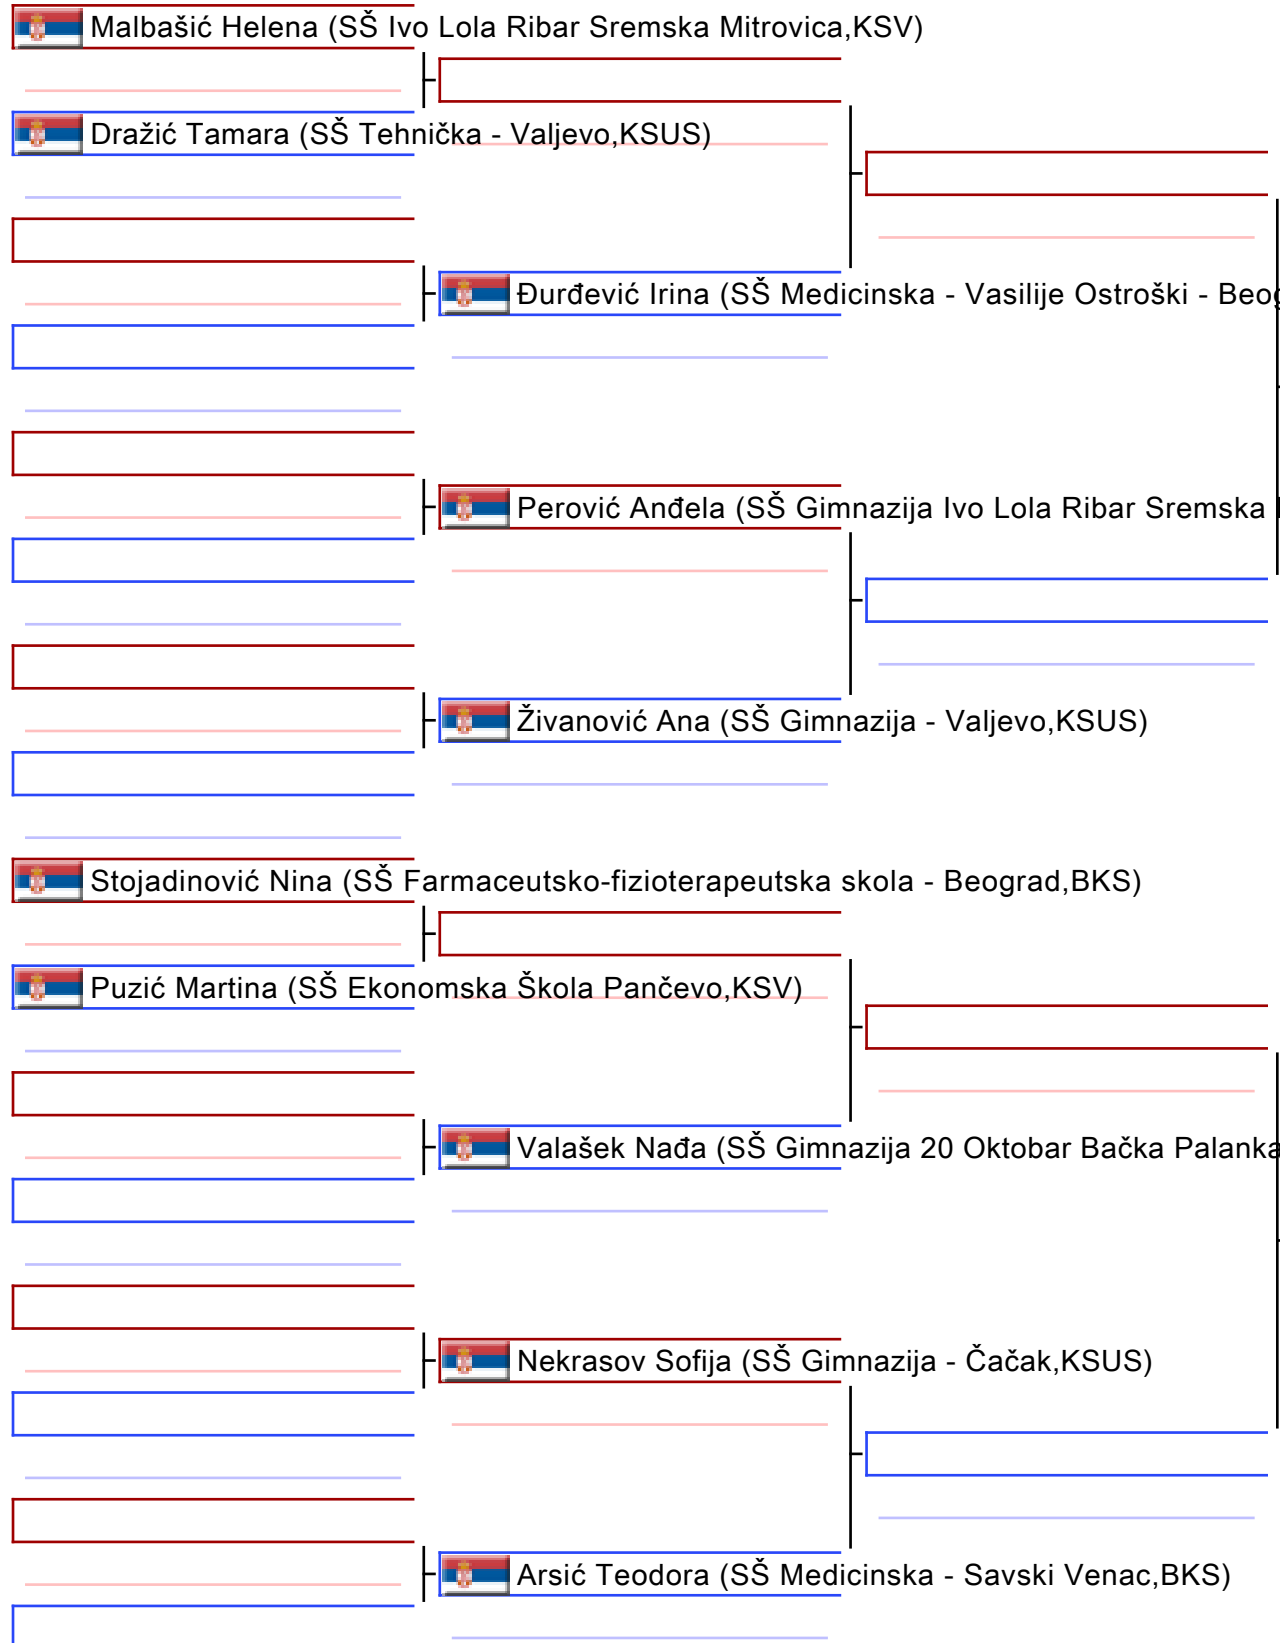 Malbašić Helena (SŠ Ivo Lola Ribar Sremska Mitrovica,KSV)
Dražić Tamara (SŠ Tehnička - Valjevo,KSUS)
Đurđević Irina (SŠ Medicinska - Vasilije Ostroški -
Perović Anđela (SŠ Gimnazija Ivo Lola Ribar Sremska
Živanović Ana (SŠ Gimnazija - Valjevo,KSUS)
Stojadinović Nina (SŠ Farmaceutsko-fizioterapeutska skola - Beograd,BKS)
Puzić Martina (SŠ Ekonomska Škola Pančevo,KSV)
Valašek Nađa (SŠ Gimnazija 20 Oktobar Bačka Palanka
Nekrasov Sofija (SŠ Gimnazija - Čačak,KSUS)
Arsić Teodora (SŠ Medicinska - Savski Venac,BKS)